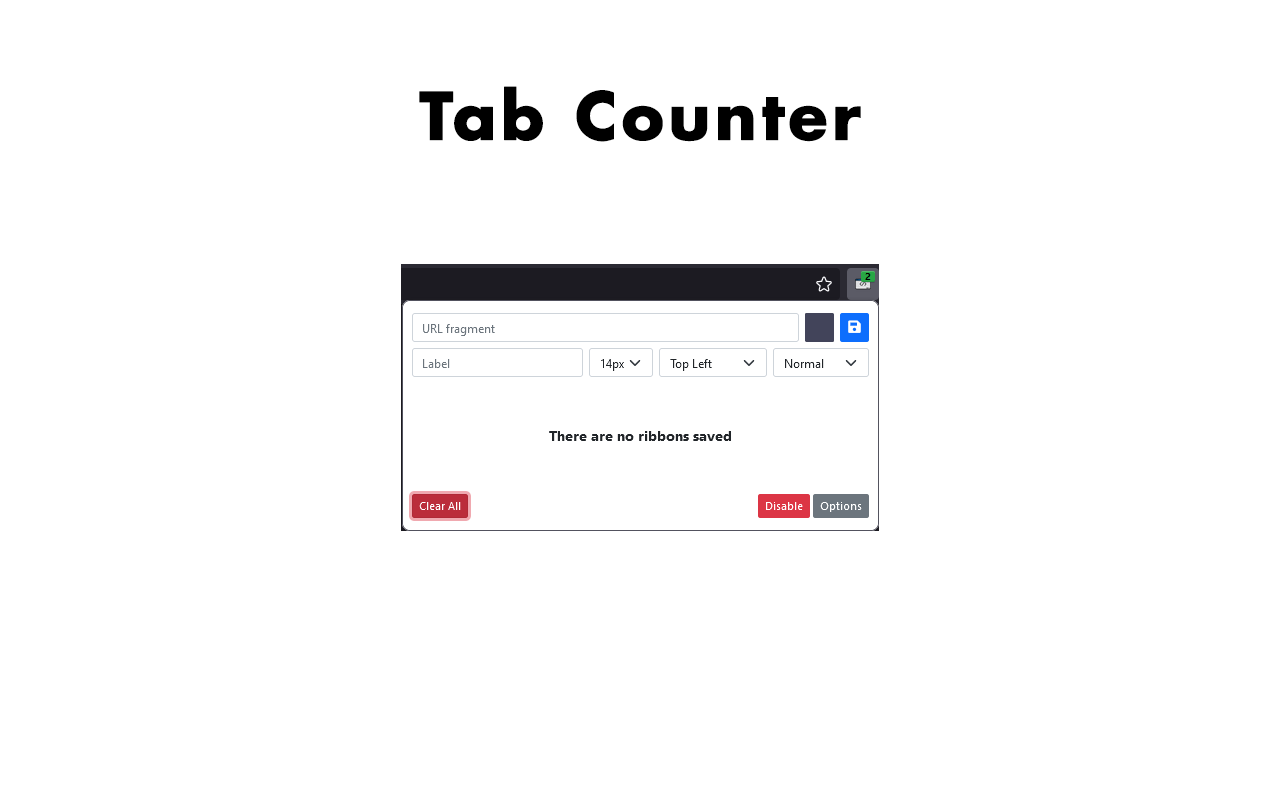 Tab Counter
2
URL fragment
Label 14px Top Left Normal
There are no ribbons saved
Clear All Disable Options